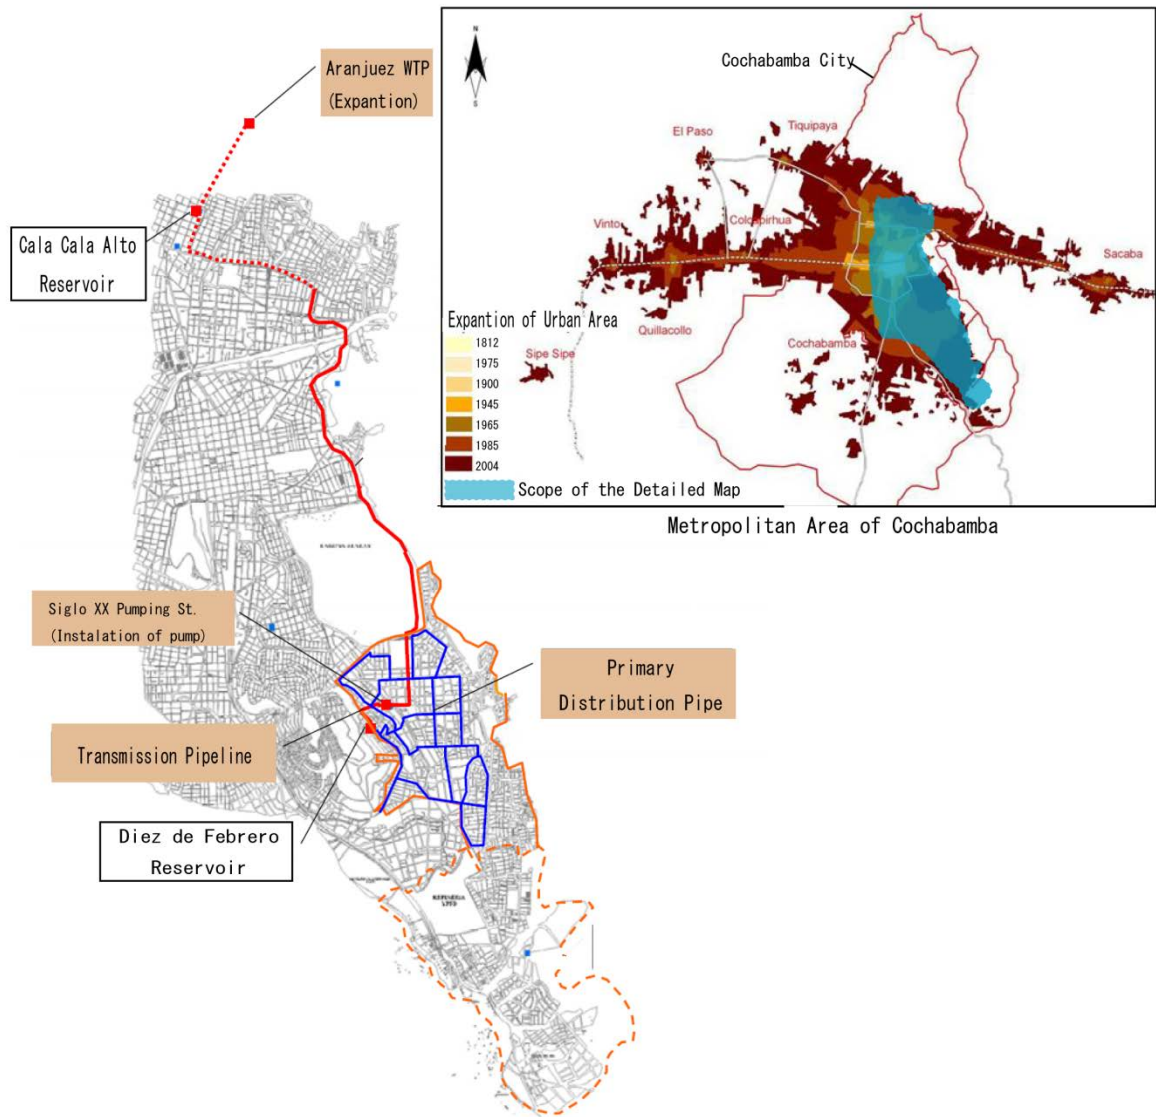 Aranjuez WTP
(Expantion)
Cala Cala Alto
Reservoir
Siglo XX Pumping St.
(Instalation of pump)
Primary
Distribution Pipe
Transmission Pipeline
Diez de Febrero
Reservoir
N
S
Cochabamba City
El Paso
Tiquipaya
Vinto
Colcapirhua
Sacaba
Quillacollo
Sipe Sipe
Cochabamba
Expantion of Urban Area
1812
1975
1900
1945
1965
1985
2004
Scope of the Detailed Map
Metropolitan Area of Cochabamba